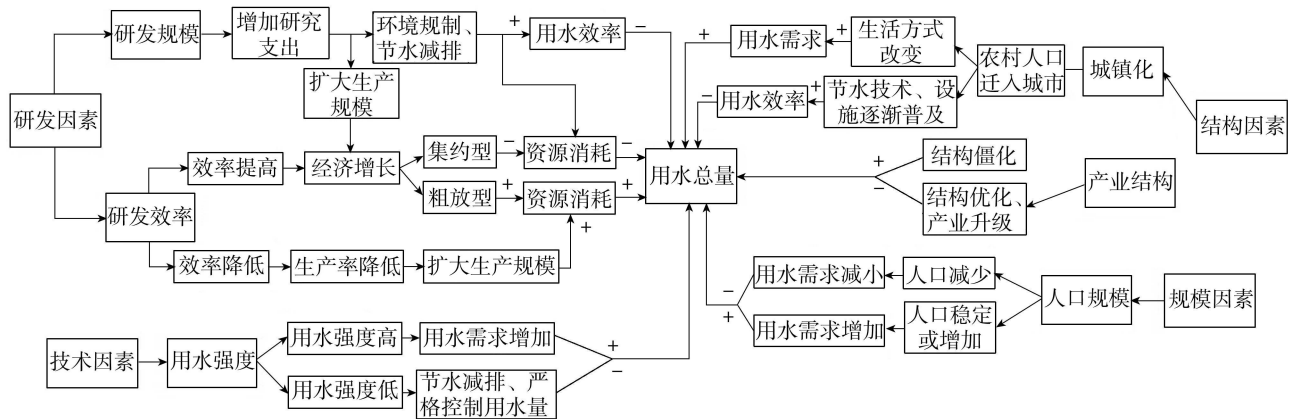 研发因素
研发规模
增加研究
支出
环境规制、
节水减排
+
用水效率
−
扩大生产
规模
研发效率
效率提高
经济增长
集约型
−
资源消耗
−
粗放型
+
资源消耗
+
+
效率降低
生产率降低
扩大生产规模
技术因素
用水强度
用水强度高
用水需求增加
+
−
用水强度低
节水减排、严
格控制用水量
用水总量
+
用水需求
+
生活方式
改变
农村人口
迁入城市
城镇化
结构因素
−
用水效率
+
节水技术、设
施逐渐普及
+
−
结构僵化
结构优化、
产业升级
产业结构
−
+
用水需求减小
人口减少
用水需求增加
人口稳定
或增加
人口规模
规模因素